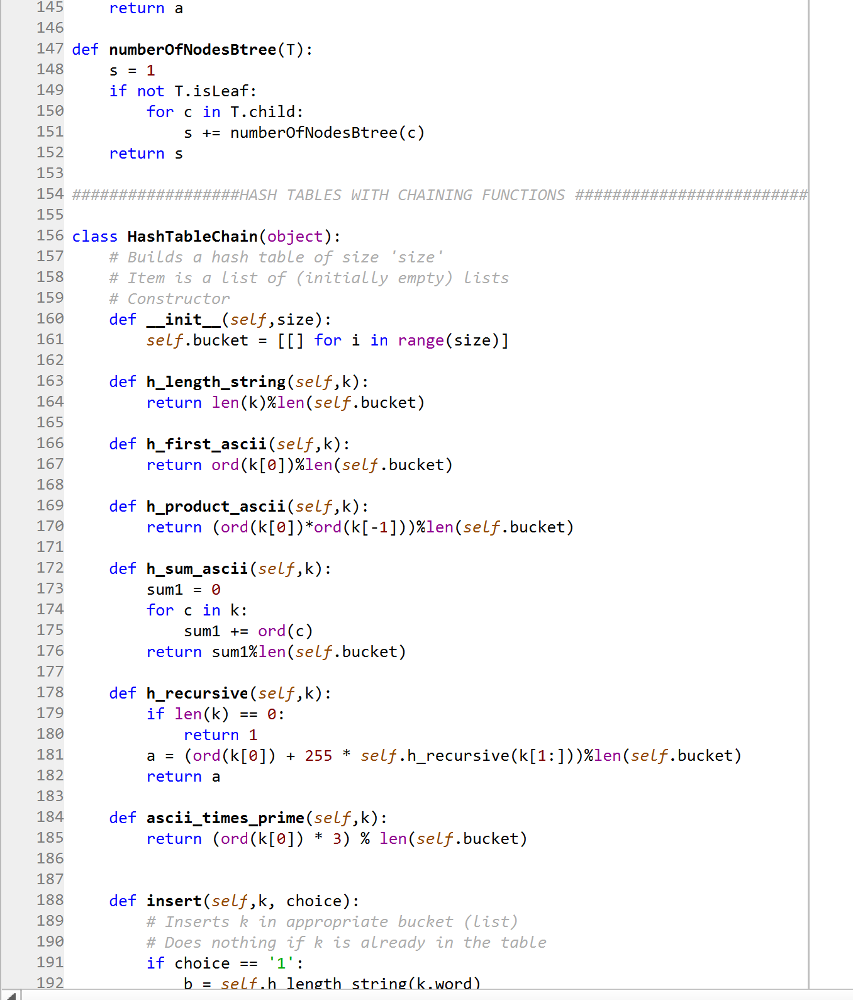 145     return a
146
147 def numberOfNodesBtree(T):
148     s = 1
149     if not T.isLeaf:
150         for c in T.child:
151             s += numberOfNodesBtree(c)
152     return s
153
154 ##################HASH TABLES WITH CHAINING FUNCTIONS #########################
155
156 class HashTableChain(object):
157     # Builds a hash table of size 'size'
158     # Item is a list of (initially empty) lists
159     # Constructor
160     def __init__(self,size):
161         self.bucket = [[] for i in range(size)]
162
163     def h_length_string(self,k):
164         return len(k)%len(self.bucket)
165
166     def h_first_ascii(self,k):
167         return ord(k[0])%len(self.bucket)
168
169     def h_product_ascii(self,k):
170         return (ord(k[0])*ord(k[-1]))%len(self.bucket)
171
172     def h_sum_ascii(self,k):
173         sum1 = 0
174         for c in k:
175             sum1 += ord(c)
176         return sum1%len(self.bucket)
177
178     def h_recursive(self,k):
179         if len(k) == 0:
180             return 1
181         a = (ord(k[0]) + 255 * self.h_recursive(k[1:]))%len(self.bucket)
182         return a
183
184     def ascii_times_prime(self,k):
185         return (ord(k[0]) * 3) % len(self.bucket)
186
187
188     def insert(self,k, choice):
189         # Inserts k in appropriate bucket (list)
190         # Does nothing if k is already in the table
191         if choice == '1':
192             b = self.h_length_string(k.word)